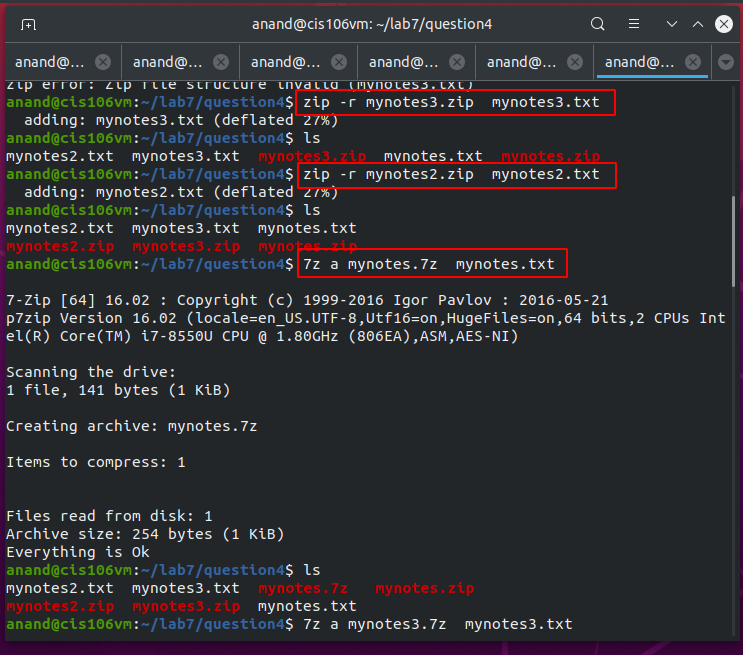 anand@cis106vm: ~/lab7/question4
anand@... anand@... anand@... anand@... anand@... anand@...
zip error: Zip file structure invalid (mynotes3.txt)
anand@cis106vm:~/lab7/question4$ zip -r mynotes3.zip  mynotes3.txt
  adding: mynotes3.txt (deflated 27%)
anand@cis106vm:~/lab7/question4$ ls
mynotes2.txt  mynotes3.txt  mynotes3.zip  mynotes.txt  mynotes.zip
anand@cis106vm:~/lab7/question4$ zip -r mynotes2.zip  mynotes2.txt
  adding: mynotes2.txt (deflated 27%)
anand@cis106vm:~/lab7/question4$ ls
mynotes2.txt  mynotes3.txt  mynotes.txt
mynotes2.zip  mynotes3.zip  mynotes.zip
anand@cis106vm:~/lab7/question4$ 7z a mynotes.7z  mynotes.txt
7-Zip [64] 16.02 : Copyright (c) 1999-2016 Igor Pavlov : 2016-05-21
p7zip Version 16.02 (locale=en_US.UTF-8,Utf16=on,HugeFiles=on,64 bits,2 CPUs Int
el(R) Core(TM) i7-8550U CPU @ 1.80GHz (806EA),ASM,AES-NI)
Scanning the drive:
1 file, 141 bytes (1 KiB)
Creating archive: mynotes.7z
Items to compress: 1
Files read from disk: 1
Archive size: 254 bytes (1 KiB)
Everything is Ok
anand@cis106vm:~/lab7/question4$ ls
mynotes2.txt  mynotes3.txt  mynotes.7z   mynotes.zip
mynotes2.zip  mynotes3.zip  mynotes.txt
anand@cis106vm:~/lab7/question4$ 7z a mynotes3.7z  mynotes3.txt